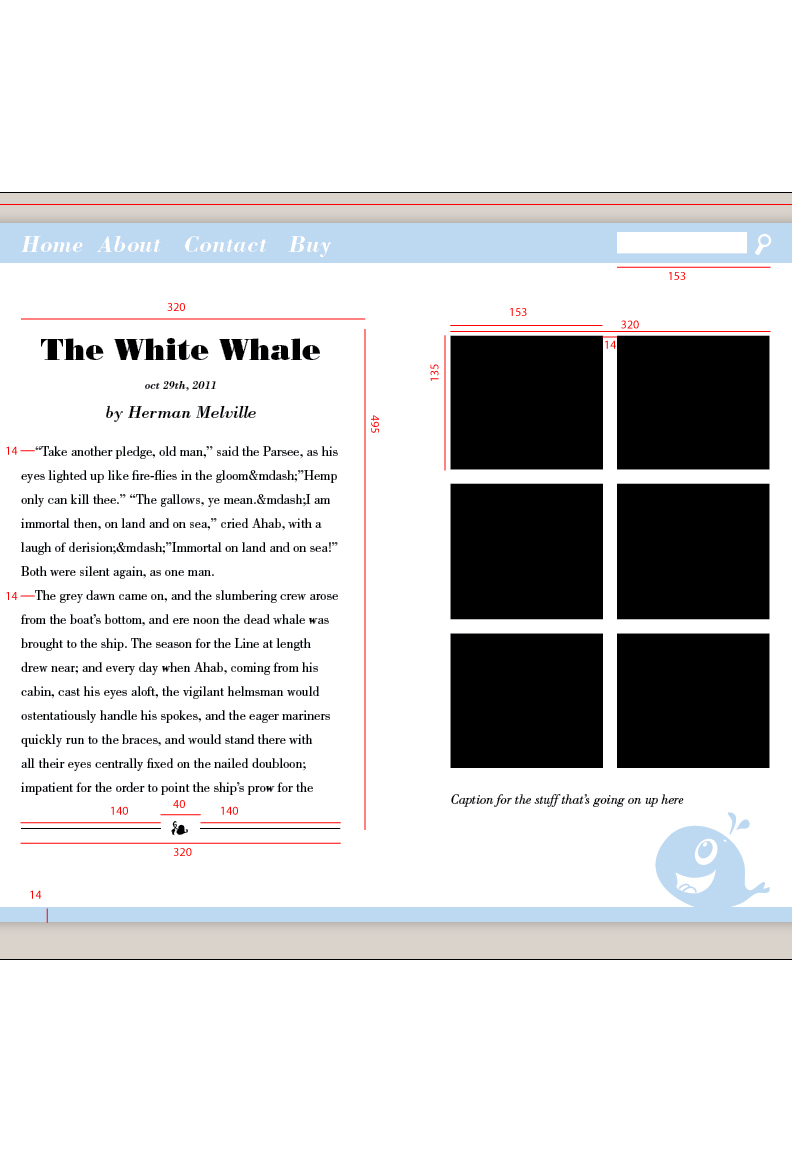 Home About Contact Buy
153
320
The White Whale
oct 29th, 2011
by Herman Melville
495
14
“Take another pledge, old man,” said the Parsee, as his
eyes lighted up like fire-flies in the gloom&mdash;”Hemp
only can kill thee.” “The gallows, ye mean.&mdash;I am
immortal then, on land and on sea,” cried Ahab, with a
laugh of derision;&mdash;”Immortal on land and on sea!”
Both were silent again, as one man.
14
The grey dawn came on, and the slumbering crew arose
from the boat’s bottom, and ere noon the dead whale was
brought to the ship. The season for the Line at length
drew near; and every day when Ahab, coming from his
cabin, cast his eyes aloft, the vigilant helmsman would
ostentatiously handle his spokes, and the eager mariners
quickly run to the braces, and would stand there with
all their eyes centrally fixed on the nailed doubloon;
impatient for the order to point the ship’s prow for the
140 40 140
320
14
153
320
14
135
Caption for the stuff that’s going on up here